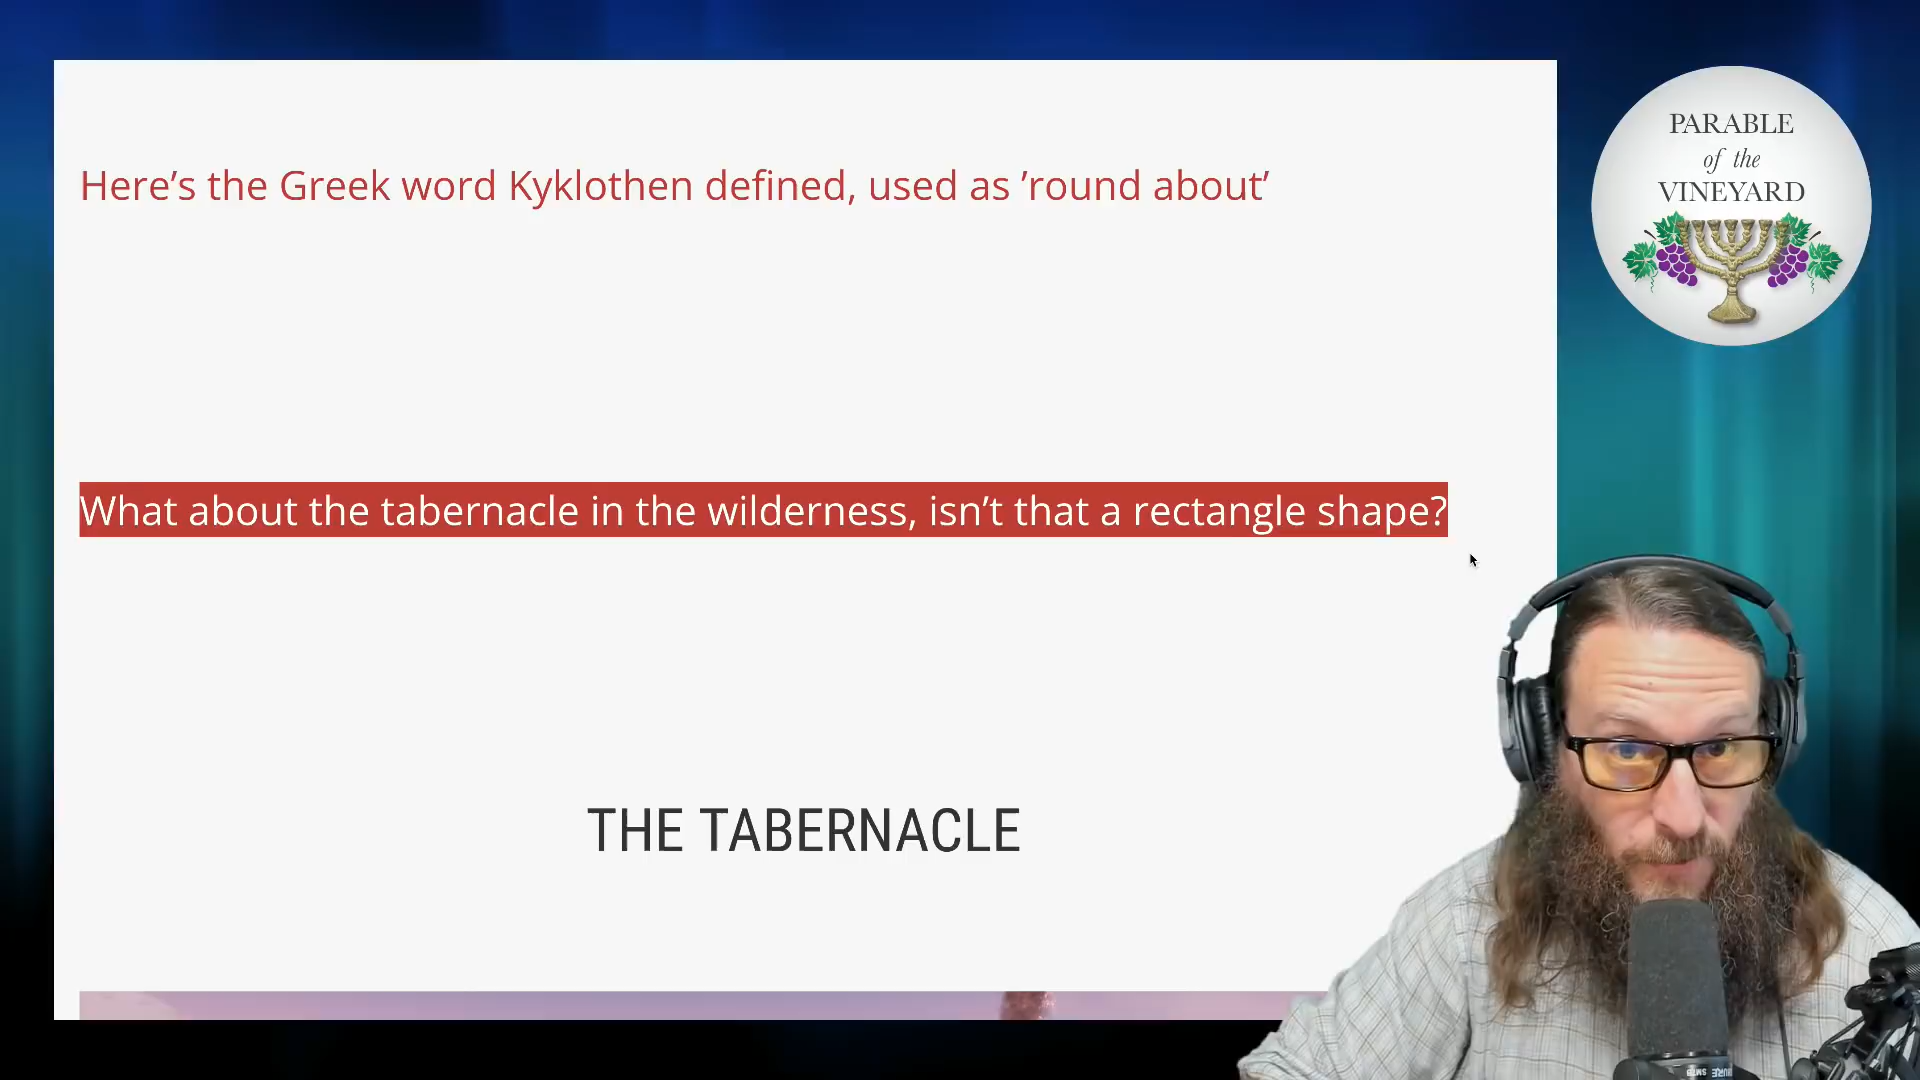 Here’s the Greek word Kyklothen defined, used as ’round about’
PARABLE
of the
VINEYARD
What about the tabernacle in the wilderness, isn’t that a rectangle shape?
THE TABERNACLE